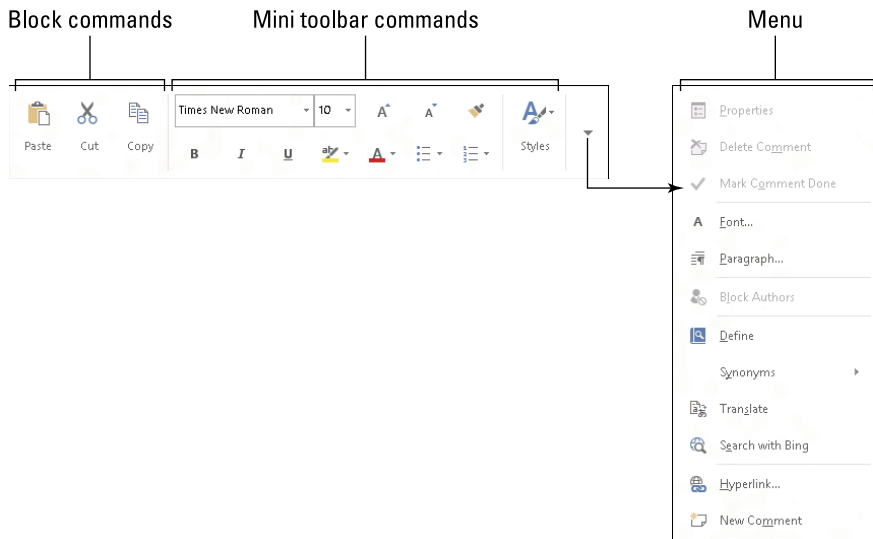 Block commands
Mini toolbar commands
Menu
Times New Roman
10
A
A
A
Paste
Cut
Copy
Styles
B
I
U
ab
A
Properties
Delete Comment
Mark Comment Done
A Font...
Paragraph...
Block Authors
Define
Synonyms
Translate
Search with Bing
Hyperlink...
New Comment